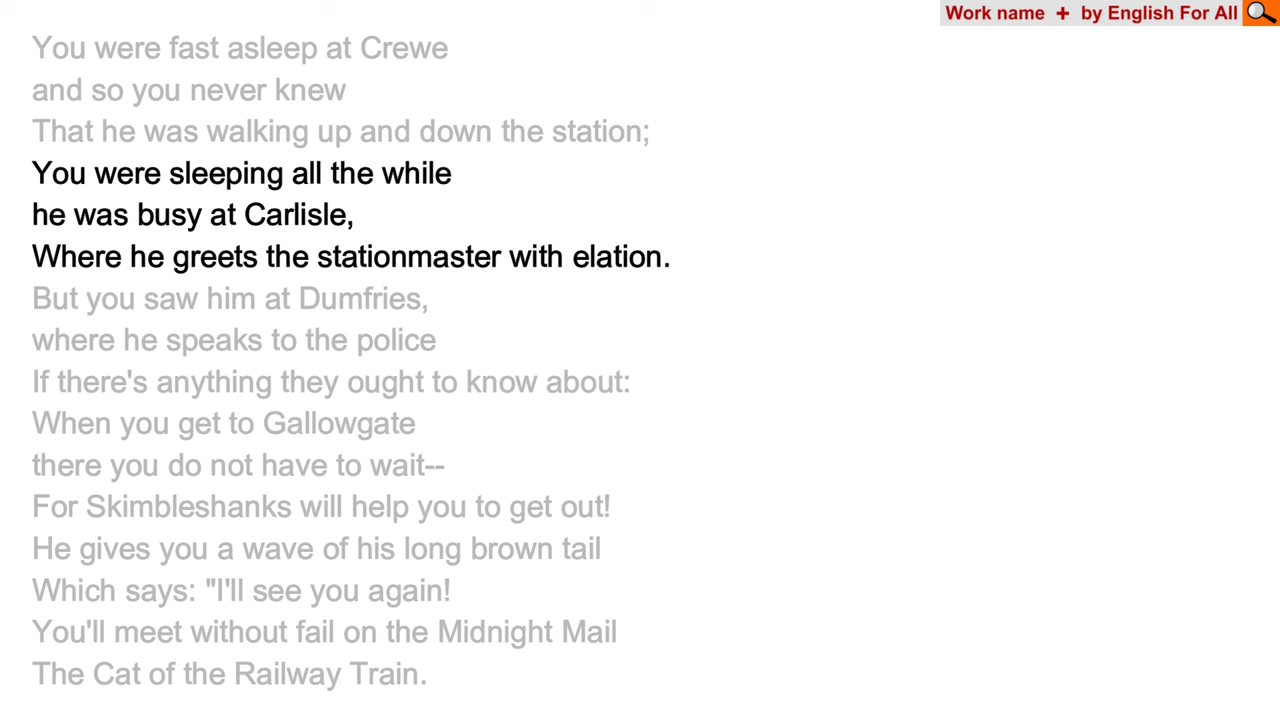 Work name + by English For All
You were fast asleep at Crewe
and so you never knew
That he was walking up and down the station;
You were sleeping all the while
he was busy at Carlisle,
Where he greets the stationmaster with elation.
But you saw him at Dumfries,
where he speaks to the police
If there's anything they ought to know about:
When you get to Gallowgate
there you do not have to wait--
For Skimbleshanks will help you to get out!
He gives you a wave of his long brown tail
Which says: "I'll see you again!
You'll meet without fail on the Midnight Mail
The Cat of the Railway Train.